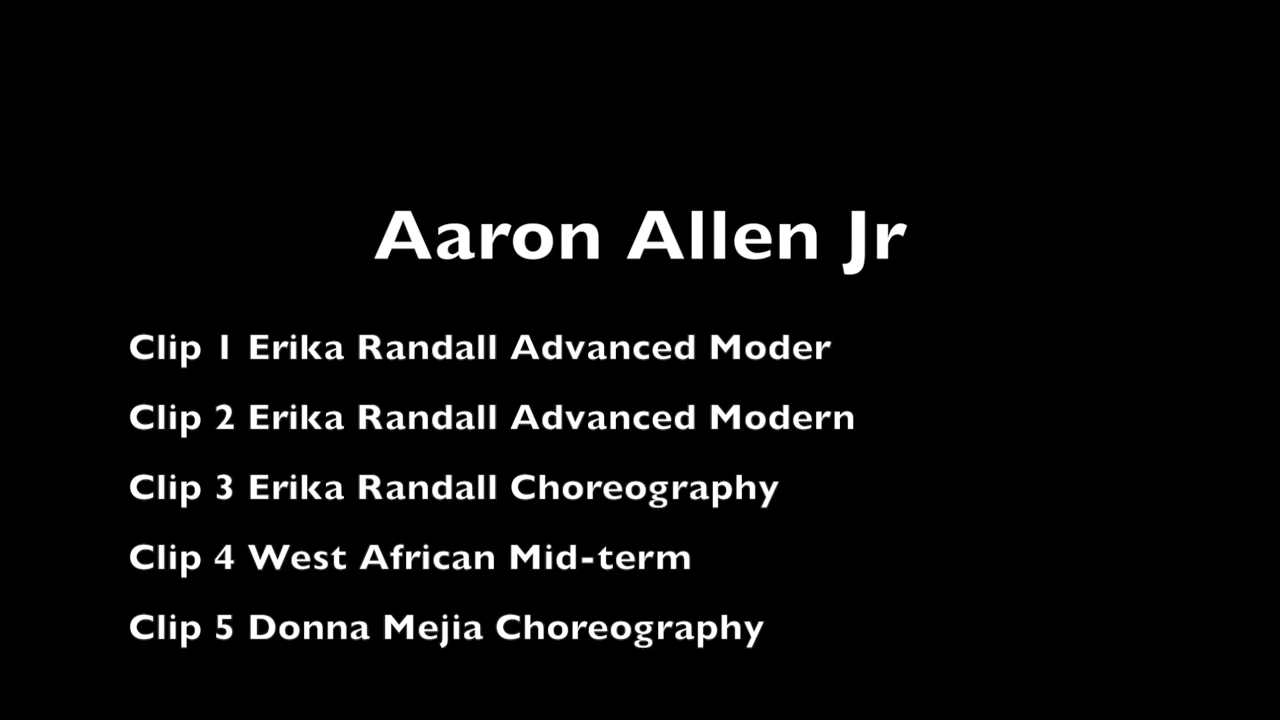 Aaron Allen Jr
Clip 1 Erika Randall Advanced Moder
Clip 2 Erika Randall Advanced Modern
Clip 3 Erika Randall Choreography
Clip 4 West African Mid-term
Clip 5 Donna Mejia Choreography